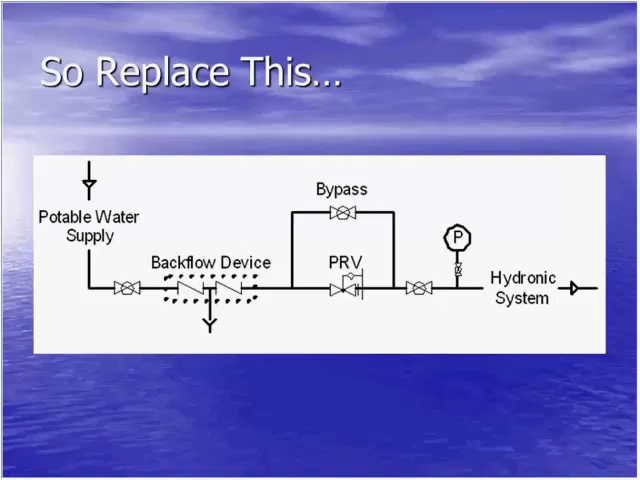 So Replace This...
Bypass
Potable Water
Supply
Backflow Device
PRV
P
Hydronic
System